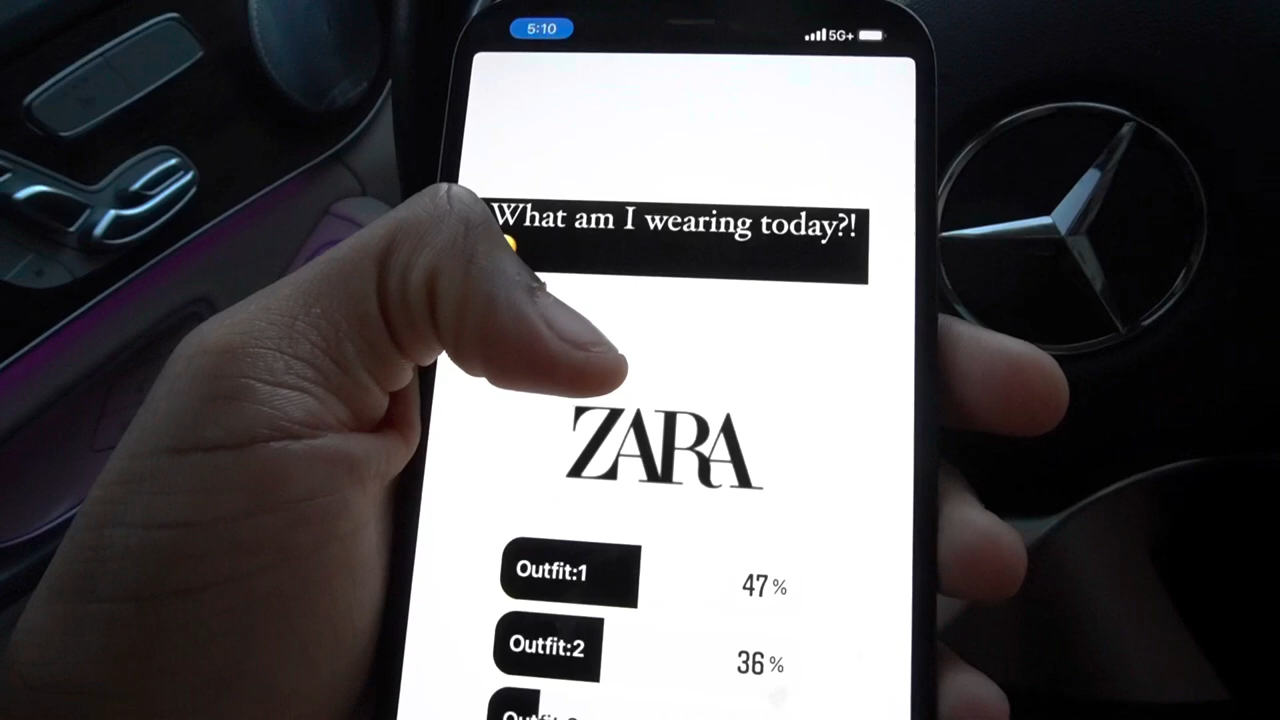 5:10
5G+
What am I wearing today?!
ZARA
Outfit:1 47%
Outfit:2 36%